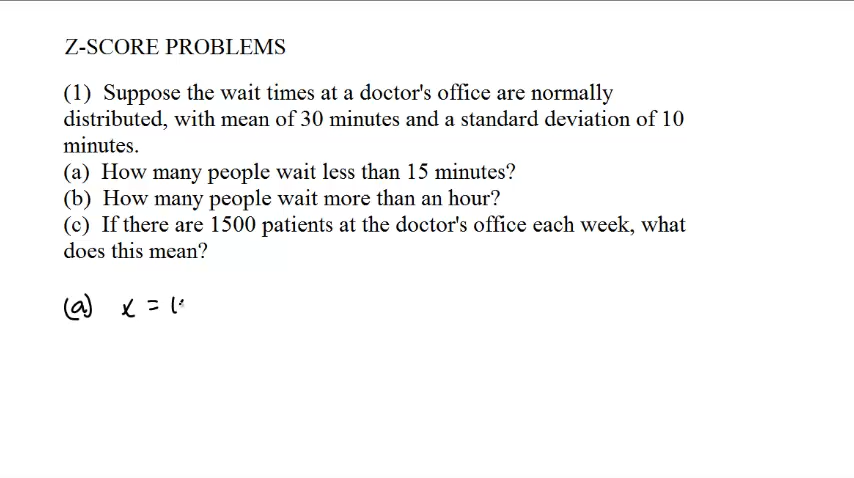 Z-SCORE PROBLEMS
(1) Suppose the wait times at a doctor's office are normally
distributed, with mean of 30 minutes and a standard deviation of 10
minutes.
(a) How many people wait less than 15 minutes?
(b) How many people wait more than an hour?
(c) If there are 1500 patients at the doctor's office each week, what
does this mean?
(a) x = 1